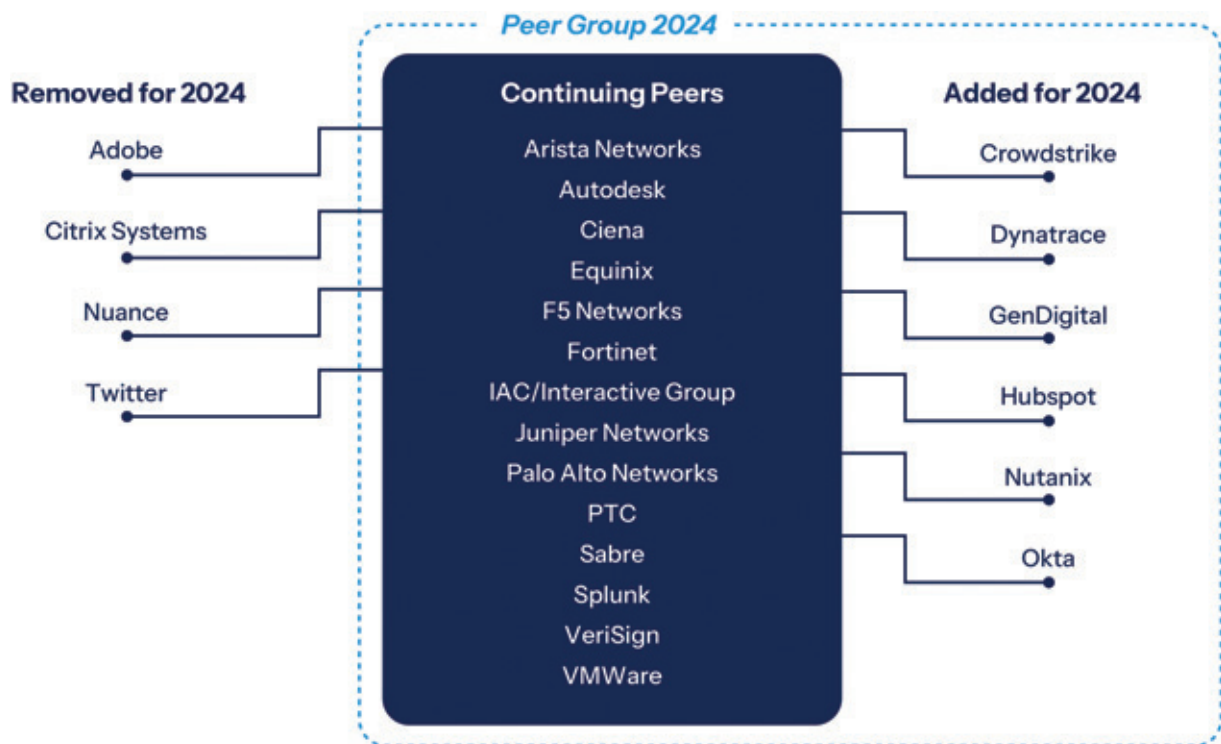 Peer Group 2024
Removed for 2024
Adobe
Citrix Systems
Nuance
Twitter
Continuing Peers
Arista Networks
Autodesk
Ciena
Equinix
F5 Networks
Fortinet
IAC/Interactive Group
Juniper Networks
Palo Alto Networks
PTC
Sabre
Splunk
VeriSign
VMWare
Added for 2024
Crowdstrike
Dynatrace
GenDigital
Hubspot
Nutanix
Okta